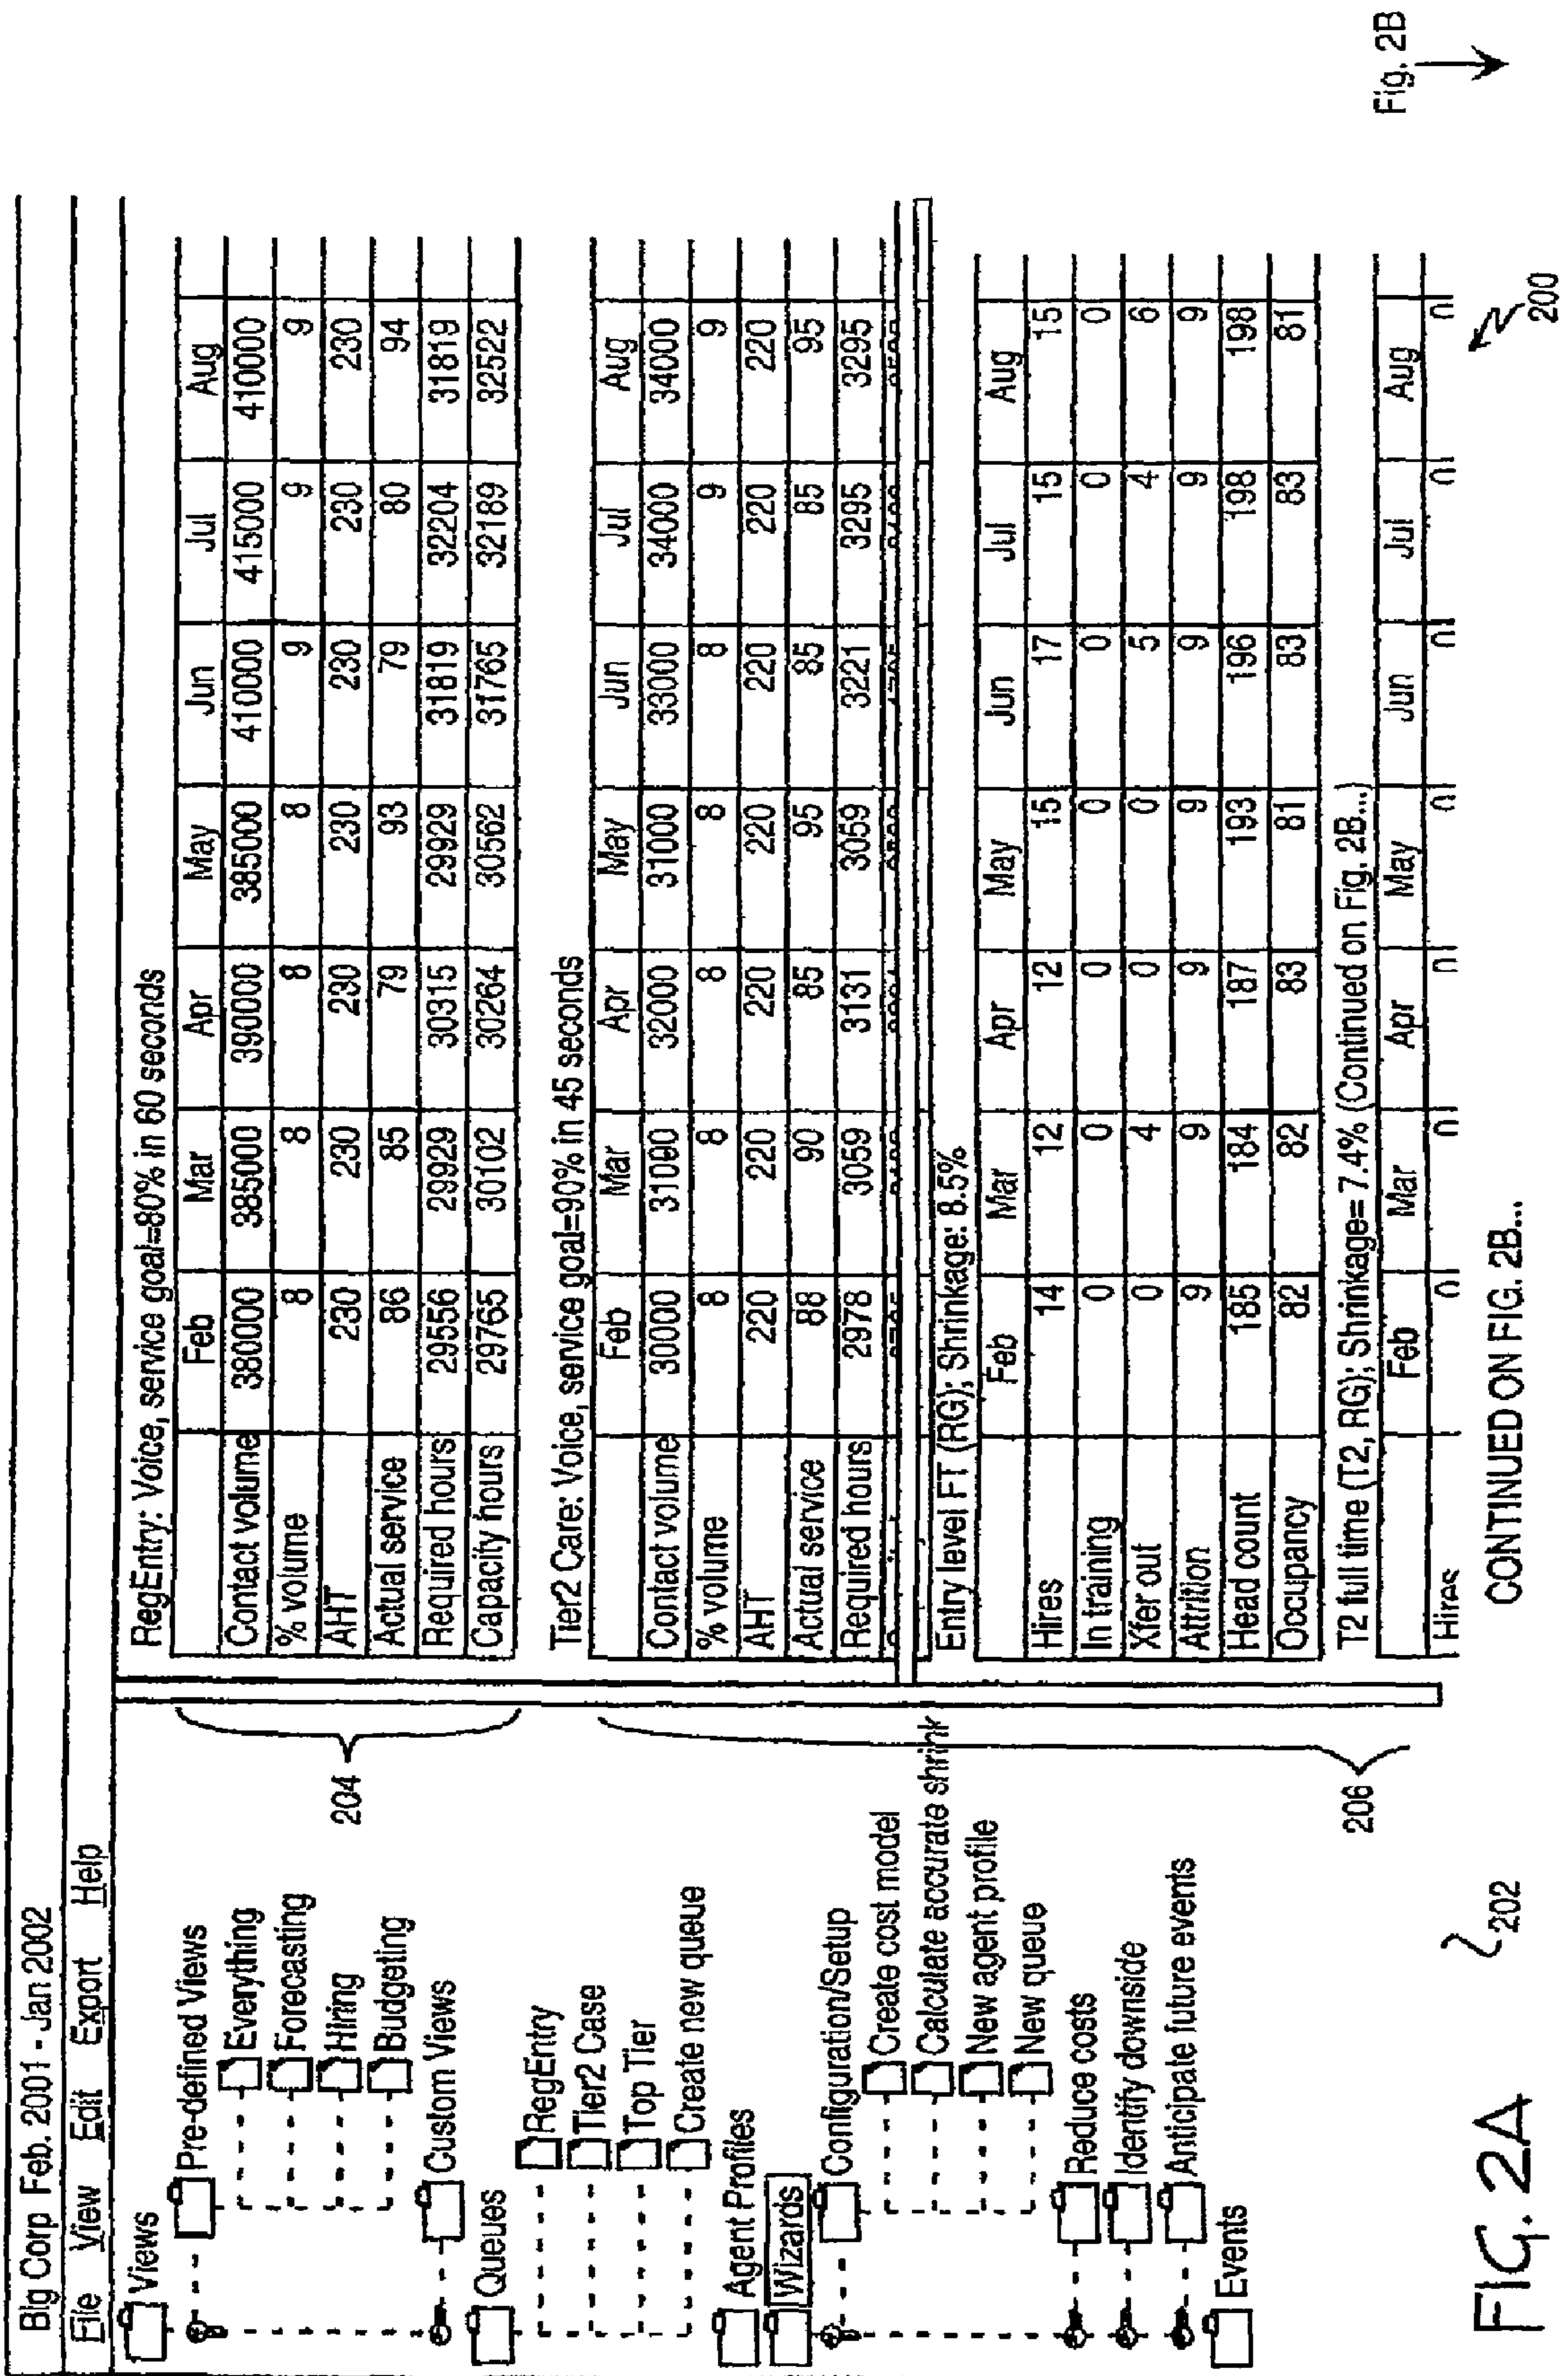 Big Corp Feb. 2001 - Jan 2002
File View Edit Export Help
Views
Pre-defined Views
Everything
Forecasting
Hiring
Budgeting
Custom Views
Queues
RegEntry
Tier2 Case
Top Tier
Create new queue
Agent Profiles
Wizards
Configuration/Setup
Create cost model
Calculate accurate shrink
New agent profile
New queue
Reduce costs
Identify downside
Anticipate future events
Events
204
206
202
RegEntry: Voice, service goal=80% in 60 seconds
Feb Mar Apr May Jun Jul Aug
Contact volume 380000 385000 390000 385000 410000 415000 410000
% volume 8 8 8 8 9 9 9
AHT 230 230 230 230 230 230 230
Actual service 86 85 79 93 79 80 94
Required hours 29556 29929 30315 29929 31819 32204 31819
Capacity hours 29765 30102 30264 30562 31765 32189 32522
Tier2 Care: Voice, service goal=90% in 45 seconds
Feb Mar Apr May Jun Jul Aug
Contact volume 30000 31000 32000 31000 33000 34000 34000
% volume 8 8 8 8 8 9 9
AHT 220 220 220 220 220 220 220
Actual service 88 90 85 95 85 85 95
Required hours 2978 3059 3131 3059 3221 3295 3295
Entry level FT (RG); Shrinkage: 8.5%
Feb Mar Apr May Jun Jul Aug
Hires 14 12 12 15 17 15 15
In training 0 0 0 0 0 0 0
Xfer out 0 4 0 0 5 4 6
Attrition 9 9 9 9 9 9 9
Head count 185 184 187 193 196 198 198
Occupancy 82 82 83 81 83 83 81
T2 full time (T2, RG); Shrinkage= 7.4% (Continued on Fig. 2B...)
Feb Mar Apr May Jun Jul Aug
Hires
CONTINUED ON FIG. 2B...
200
Fig. 2B
FIG. 2A